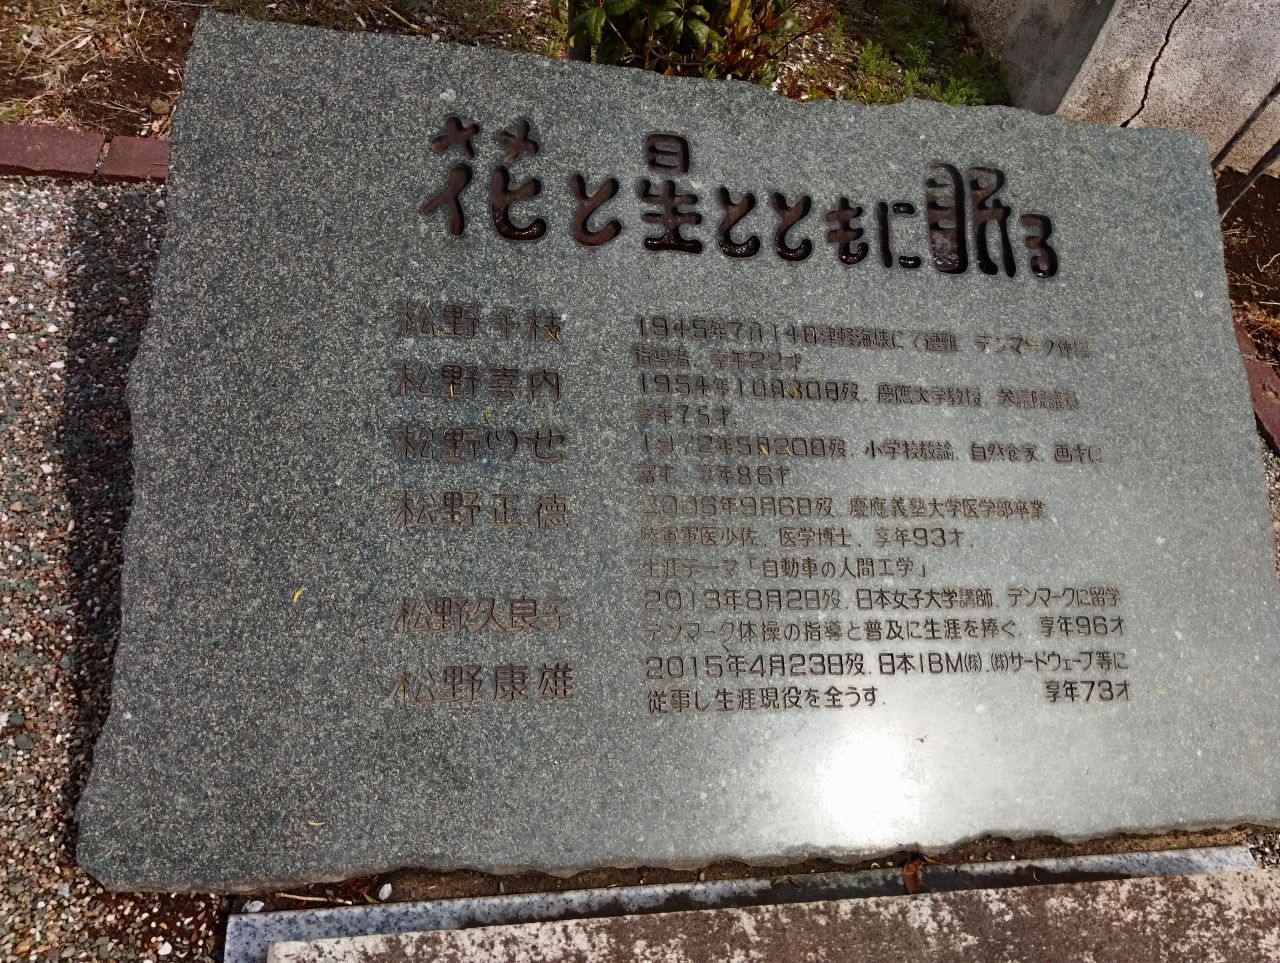 花と星とともに眠る
松野千枝 1945年7月14日津軽海峡にて遭難、デンマーク体操
指導者、享年22才
松野喜内 1954年10月30日歿、慶應大学教授、参議院議員
享年75才
松野りせ 1972年5月20日歿、小学校教諭、自然食家、画才に
富む、享年86才
松野正徳 2006年9月6日歿、慶應義塾大学医学部卒業
陸軍軍医少佐、医学博士、享年93才、
生涯テーマ「自動車の人間工学」
松野久良子 2013年8月2日歿、日本女子大学講師、デンマークに留学
デンマーク体操の指導と普及に生涯を捧ぐ、享年96才
松野康雄 2015年4月23日歿、日本IBM㈱、㈱サードウェーブ等に
従事し生涯現役を全うす. 享年73才